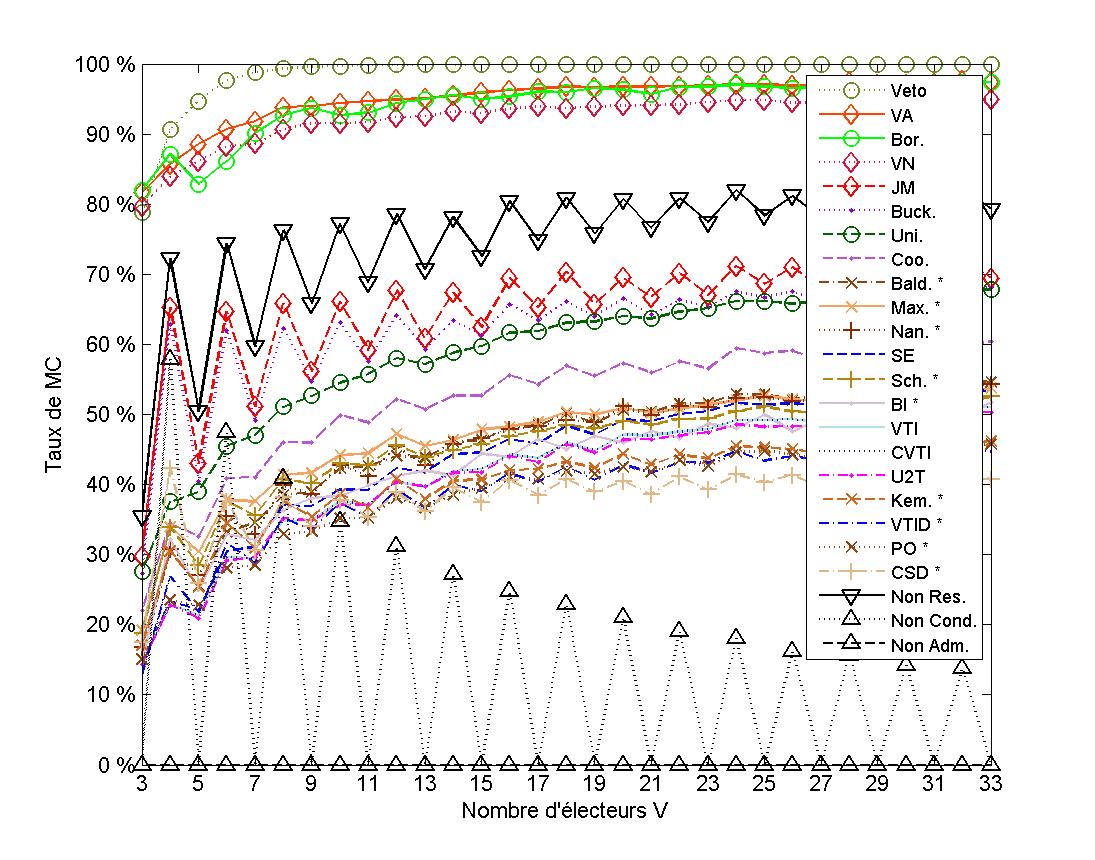 100 %
90 %
80 %
70 %
60 %
50 %
40 %
30 %
20 %
10 %
0 %
Taux de MC
3 5 7 9 11 13 15 17 19 21 23 25 27 29 31 33
Nombre d'électeurs V
Veto
VA
Bor.
VN
JM
Buck.
Uni.
Coo.
Bald. *
Max. *
Nan. *
SE
Sch. *
BI *
VTI
CVTI
U2T
Kem. *
VTID *
PO *
CSD *
Non Res.
Non Cond.
Non Adm.